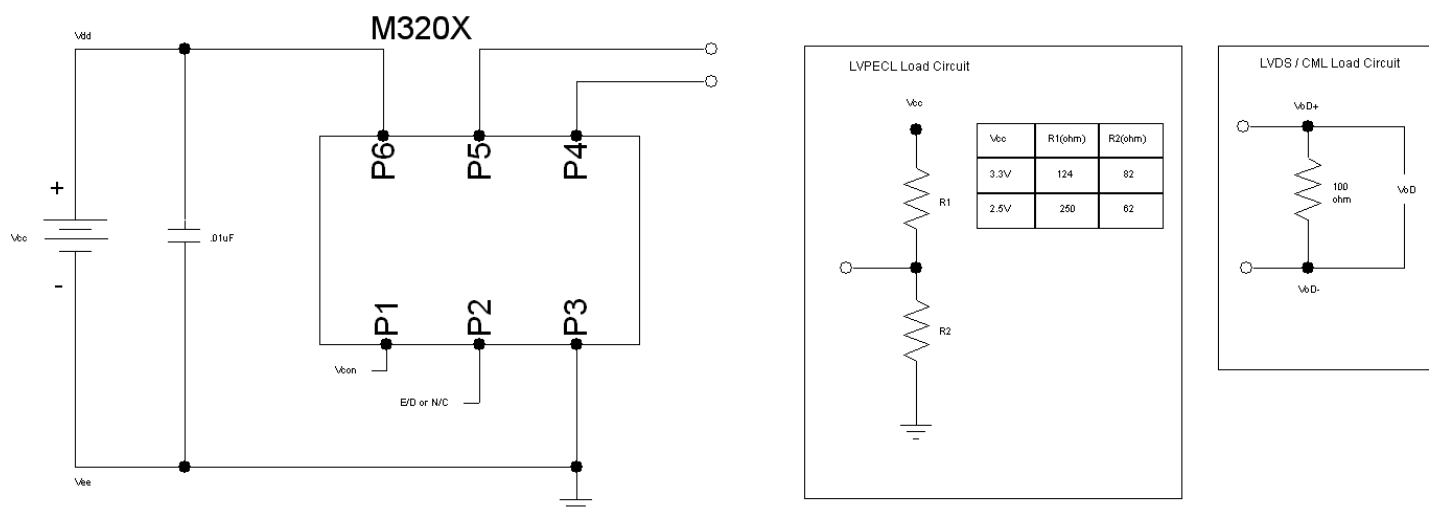 M320X
Vdd
P6
P5
P4
+
Vcc
-
.01uF
P1
P2
P3
Vcon
E/D or N/C
Vee
LVPECL Load Circuit
Vcc
R1
R2
Vcc R1(ohm) R2(ohm)
3.3V 124 82
2.5V 250 62
LVDS / CML Load Circuit
VoD+
100
ohm
VoD
VoD-